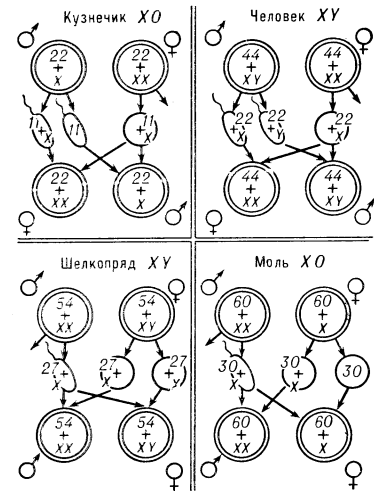 Кузнечик XO
♂ ♀
22 + X
22 + XX
11 + X
11
11 + X
22 + XX
22 + X
♀ ♂
Человек XY
♂ ♀
44 + XY
44 + XX
22 + X
22 + Y
22 + X
44 + XX
44 + XY
♀ ♂
Шелкопряд XY
♂ ♀
54 + XX
54 + XY
27 + X
27 + X
27 + Y
54 + XX
54 + XY
♂ ♀
Моль XO
♂ ♀
60 + XX
60 + X
30 + X
30 + X
30
60 + XX
60 + X
♂ ♀